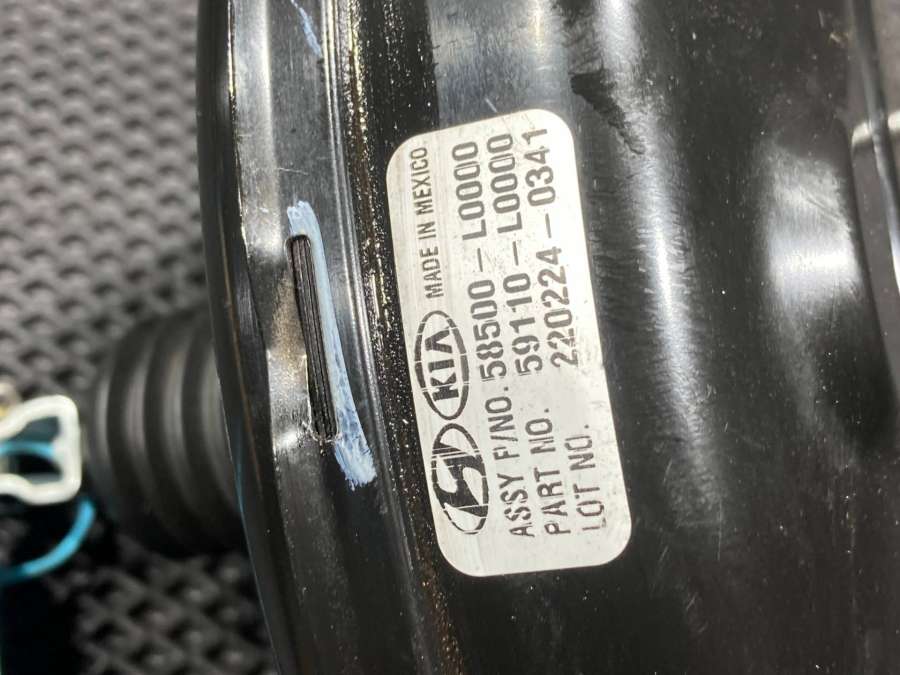 KIA MADE IN MEXICO
ASSY P/NO. 58500-L0000
PART NO. 59110-L0000
LOT NO. 220224-0341